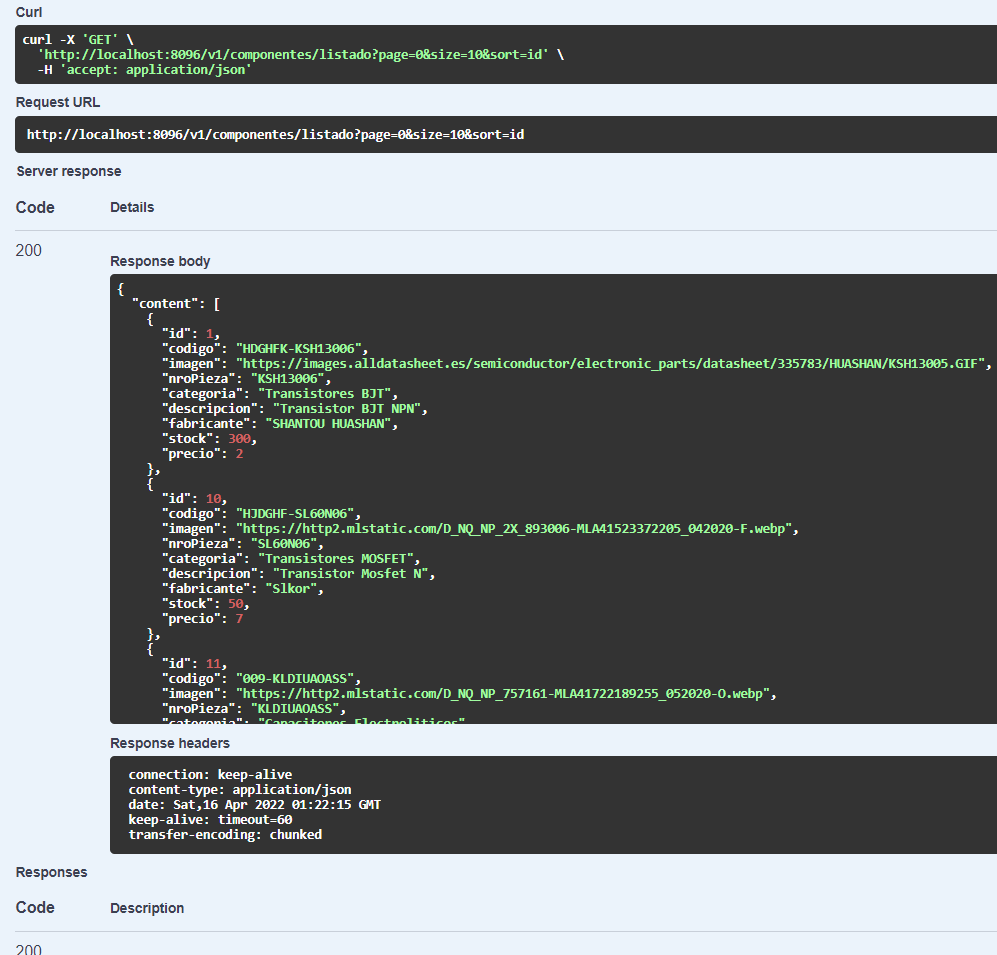 Curl
curl -X 'GET' \
'http://localhost:8096/v1/componentes/listado?page=0&size=10&sort=id' \
-H 'accept: application/json'
Request URL
http://localhost:8096/v1/componentes/listado?page=0&size=10&sort=id
Server response
Code Details
200
Response body
{
"content": [
{
"id": 1,
"codigo": "HDGHFK-KSH13006",
"imagen": "https://images.alldatasheet.es/semiconductor/electronic_parts/datasheet/335783/HUASHAN/KSH13005.GIF",
"nroPieza": "KSH13006",
"categoria": "Transistores BJT",
"descripcion": "Transistor BJT NPN",
"fabricante": "SHANTOU HUASHAN",
"stock": 300,
"precio": 2
},
{
"id": 10,
"codigo": "HJDGHF-SL60N06",
"imagen": "https://http2.mlstatic.com/D_NQ_NP_2X_893006-MLA41523372205_042020-F.webp",
"nroPieza": "SL60N06",
"categoria": "Transistores MOSFET",
"descripcion": "Transistor Mosfet N",
"fabricante": "Slkor",
"stock": 50,
"precio": 7
},
{
"id": 11,
"codigo": "009-KLDIUAOASS",
"imagen": "https://http2.mlstatic.com/D_NQ_NP_757161-MLA41722189255_052020-O.webp",
"nroPieza": "KLDIUAOASS",
"categoria": "Capacitores Electroliticos"
Response headers
connection: keep-alive
content-type: application/json
date: Sat,16 Apr 2022 01:22:15 GMT
keep-alive: timeout=60
transfer-encoding: chunked
Responses
Code Description
200